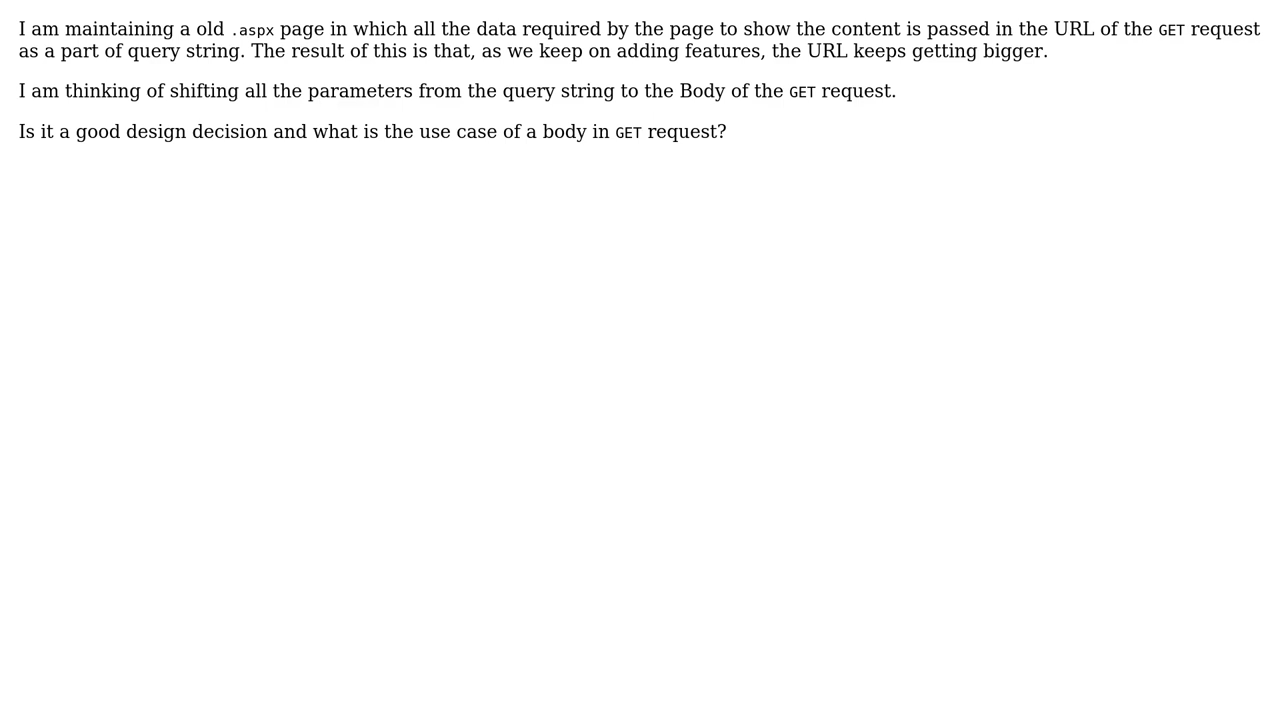 I am maintaining a old .aspx page in which all the data required by the page to show the content is passed in the URL of the GET request
as a part of query string. The result of this is that, as we keep on adding features, the URL keeps getting bigger.
I am thinking of shifting all the parameters from the query string to the Body of the GET request.
Is it a good design decision and what is the use case of a body in GET request?